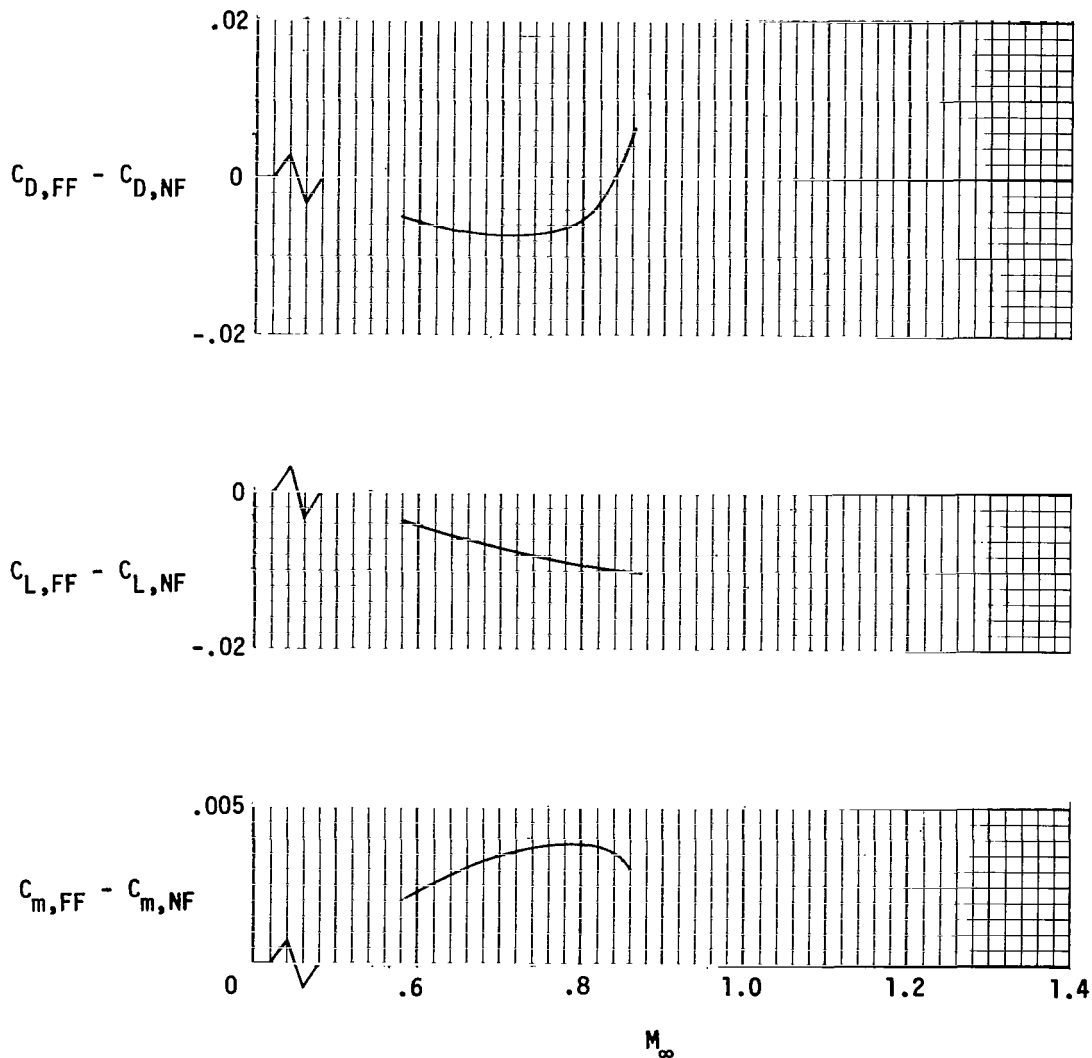 .02
C_D,FF - C_D,NF
0
-.02
0
C_L,FF - C_L,NF
-.02
.005
C_m,FF - C_m,NF
0 .6 .8 1.0 1.2 1.4
M_∞